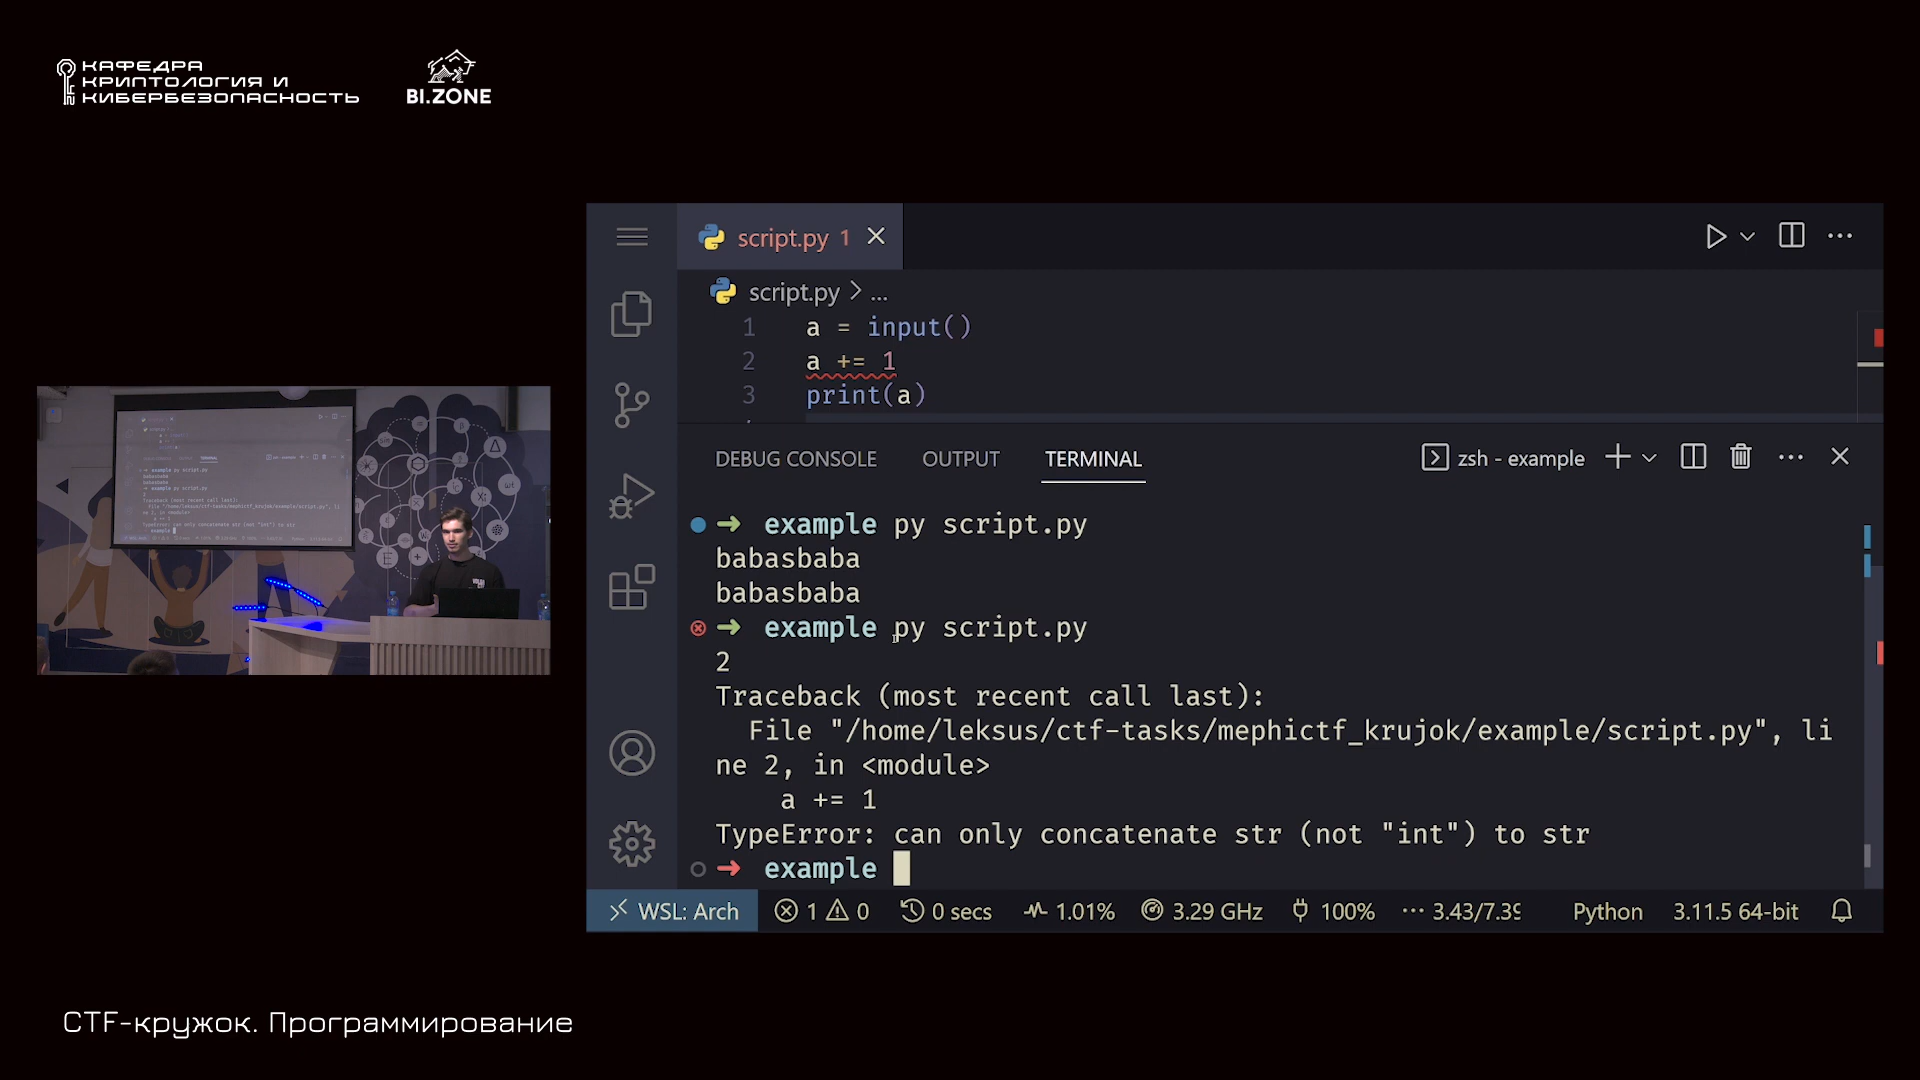 КАФЕДРА
КРИПТОЛОГИЯ И
КИБЕРБЕЗОПАСНОСТЬ
BI.ZONE
script.py 1
script.py > ...
1 a = input()
2 a += 1
3 print(a)
DEBUG CONSOLE OUTPUT TERMINAL zsh - example
example py script.py
babasbaba
babasbaba
example py script.py
2
Traceback (most recent call last):
File "/home/leksus/ctf-tasks/mephictf_krujok/example/script.py", li
ne 2, in <module>
a += 1
TypeError: can only concatenate str (not "int") to str
example
WSL: Arch 1 0 0 secs 1.01% 3.29 GHz 100% ··· 3.43/7.39 Python 3.11.5 64-bit
CTF-кружок. Программирование